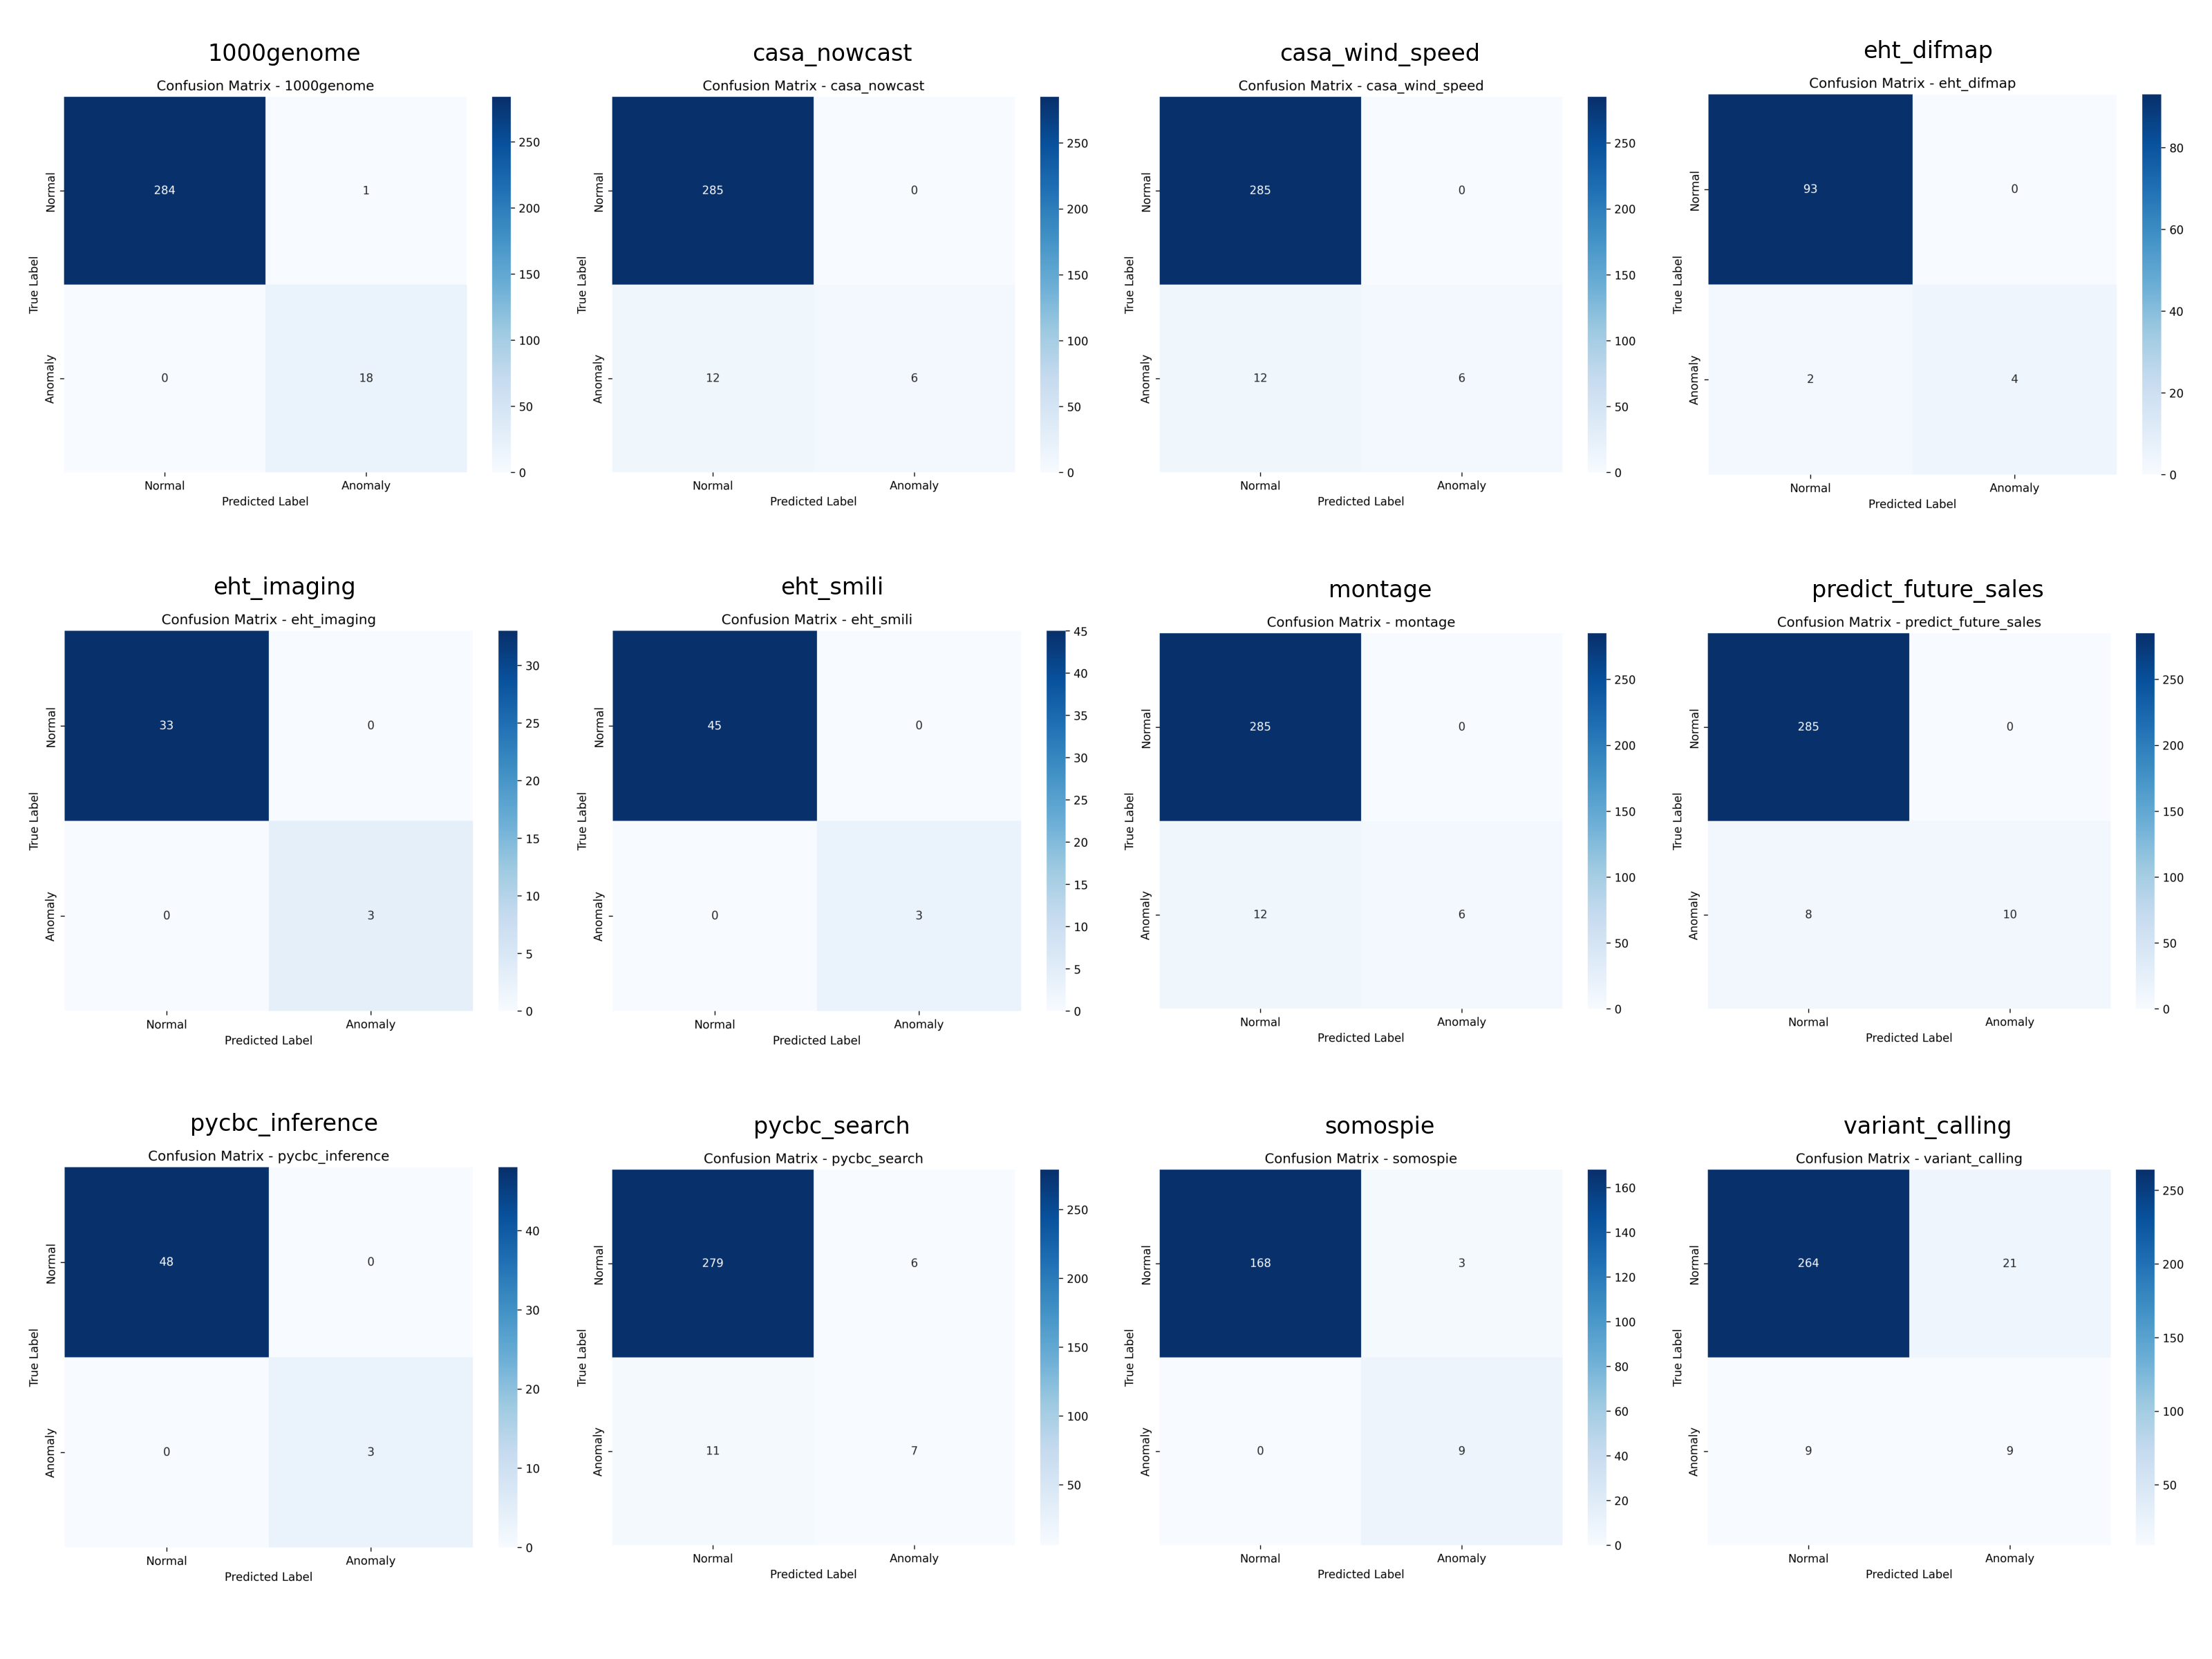 1000genome
Confusion Matrix - 1000genome
Normal
Anomaly
True Label
284
1
0
18
Normal
Anomaly
Predicted Label
250
200
150
100
50
0
casa_nowcast
Confusion Matrix - casa_nowcast
Normal
Anomaly
True Label
285
0
12
6
Normal
Anomaly
Predicted Label
250
200
150
100
50
0
casa_wind_speed
Confusion Matrix - casa_wind_speed
Normal
Anomaly
True Label
285
0
12
6
Normal
Anomaly
Predicted Label
250
200
150
100
50
0
eht_difmap
Confusion Matrix - eht_difmap
Normal
Anomaly
True Label
93
0
2
4
Normal
Anomaly
Predicted Label
80
60
40
20
0
eht_imaging
Confusion Matrix - eht_imaging
Normal
Anomaly
True Label
33
0
0
3
Normal
Anomaly
Predicted Label
30
25
20
15
10
5
0
eht_smili
Confusion Matrix - eht_smili
Normal
Anomaly
True Label
45
0
0
3
Normal
Anomaly
Predicted Label
45
40
35
30
25
20
15
10
5
0
montage
Confusion Matrix - montage
Normal
Anomaly
True Label
285
0
12
6
Normal
Anomaly
Predicted Label
250
200
150
100
50
0
predict_future_sales
Confusion Matrix - predict_future_sales
Normal
Anomaly
True Label
285
0
8
10
Normal
Anomaly
Predicted Label
250
200
150
100
50
0
pycbc_inference
Confusion Matrix - pycbc_inference
Normal
Anomaly
True Label
48
0
0
3
Normal
Anomaly
Predicted Label
40
30
20
10
0
pycbc_search
Confusion Matrix - pycbc_search
Normal
Anomaly
True Label
279
6
11
7
Normal
Anomaly
Predicted Label
250
200
150
100
50
somospie
Confusion Matrix - somospie
Normal
Anomaly
True Label
168
3
0
9
Normal
Anomaly
Predicted Label
160
140
120
100
80
60
40
20
0
variant_calling
Confusion Matrix - variant_calling
Normal
Anomaly
True Label
264
21
9
9
Normal
Anomaly
Predicted Label
250
200
150
100
50